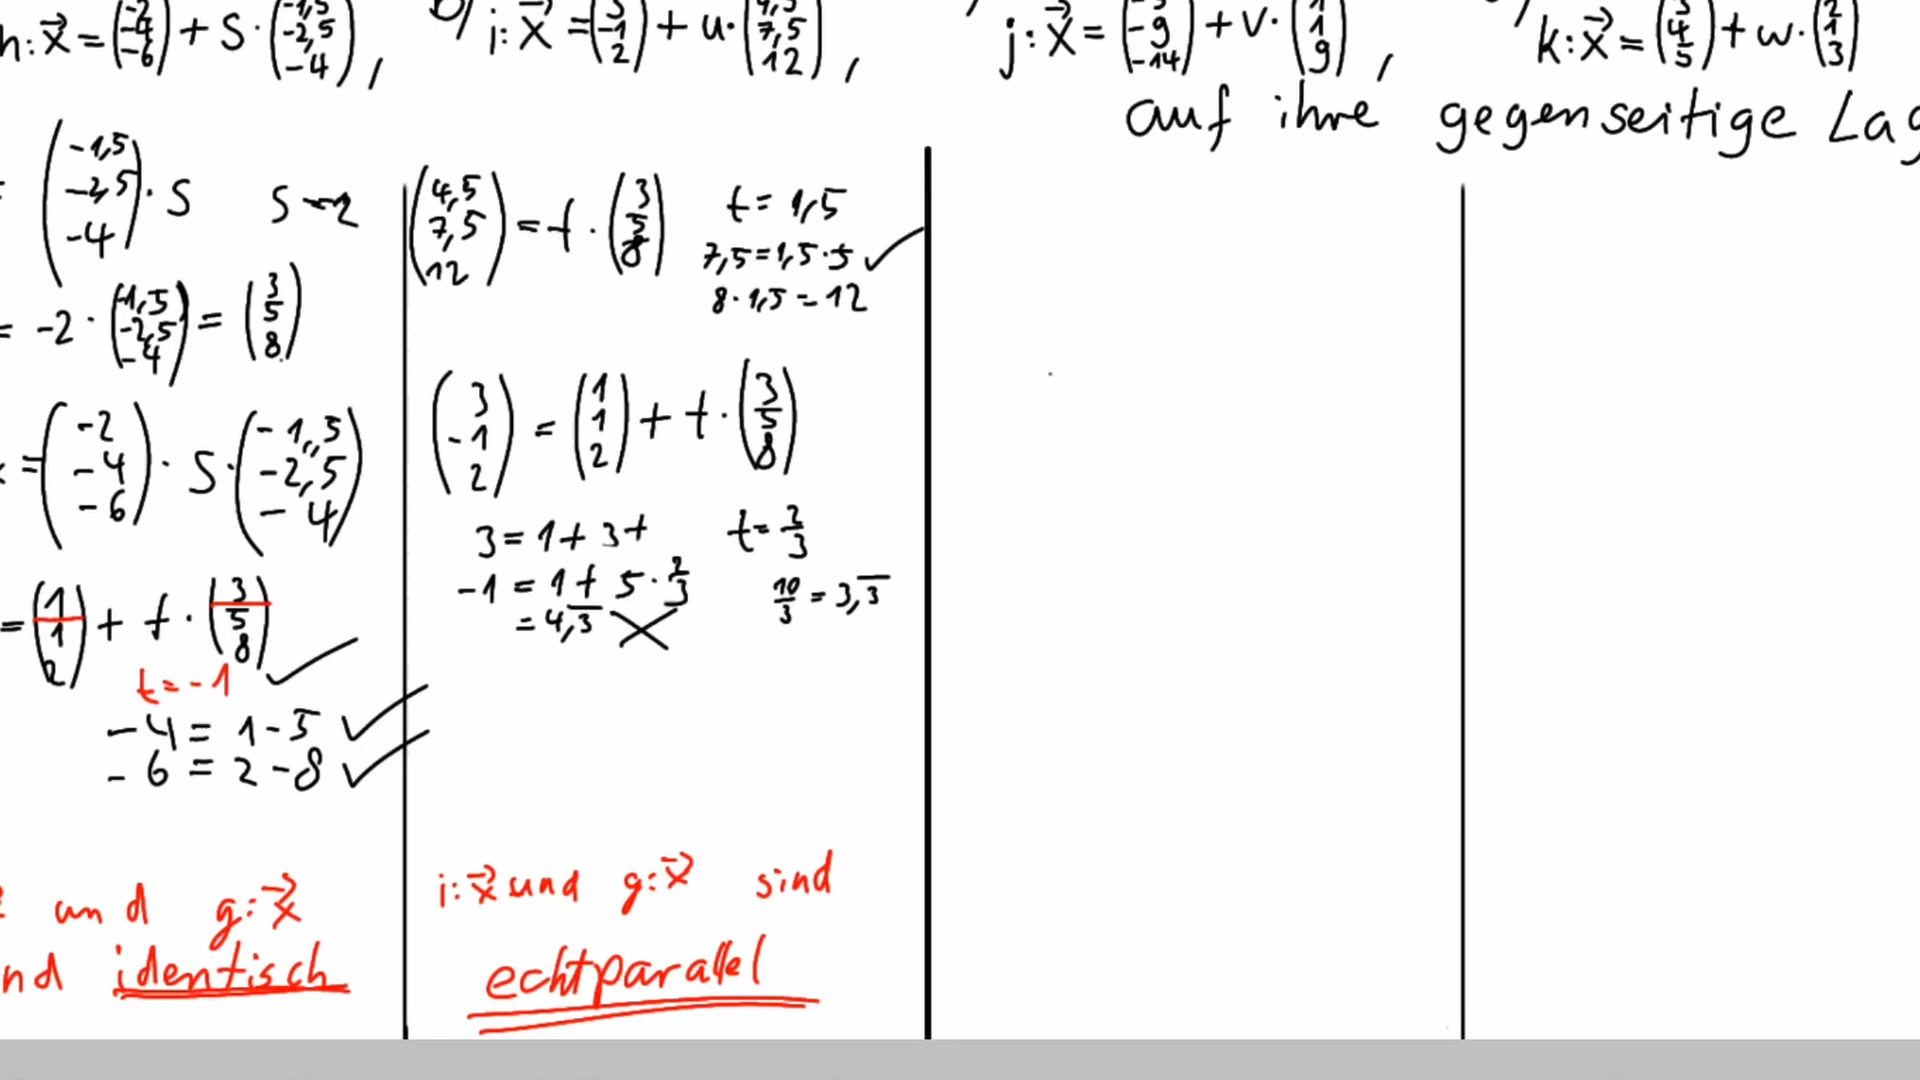 h: x⃗ = (-2 -4 -6) + S · (-1,5 -2,5 -4),
i: x⃗ = (3 -1 2) + u · (4,5 7,5 12),
j: x⃗ = (-9 -14) + v · (1 1 9),
k: x⃗ = (3 4 5) + w · (2 1 3)
auf ihre gegenseitige Lag
= (-1,5 -2,5 -4) · S   S = -2
= -2 · (-1,5 -2,5 -4) = (3 5 8)
= (-2 -4 -6) · S · (-1,5 -2,5 -4)
= (1 1 2) + t · (3 5 8)
t = -1 ✓
-4 = 1 - 5 ✓
-6 = 2 - 8 ✓
und g: x⃗
nd identisch
(4,5 7,5 12) = t · (3 5 8)   t = 1,5
7,5 = 1,5 · 5 ✓
8 · 1,5 = 12
(3 -1 2) = (1 1 2) + t · (3 5 8)
3 = 1 + 3t   t = 2/3
-1 = 1 + 5 · 2/3   10/3 = 3,3̅
= 4,3̅
i: x⃗ und g: x⃗ sind
echtparallel